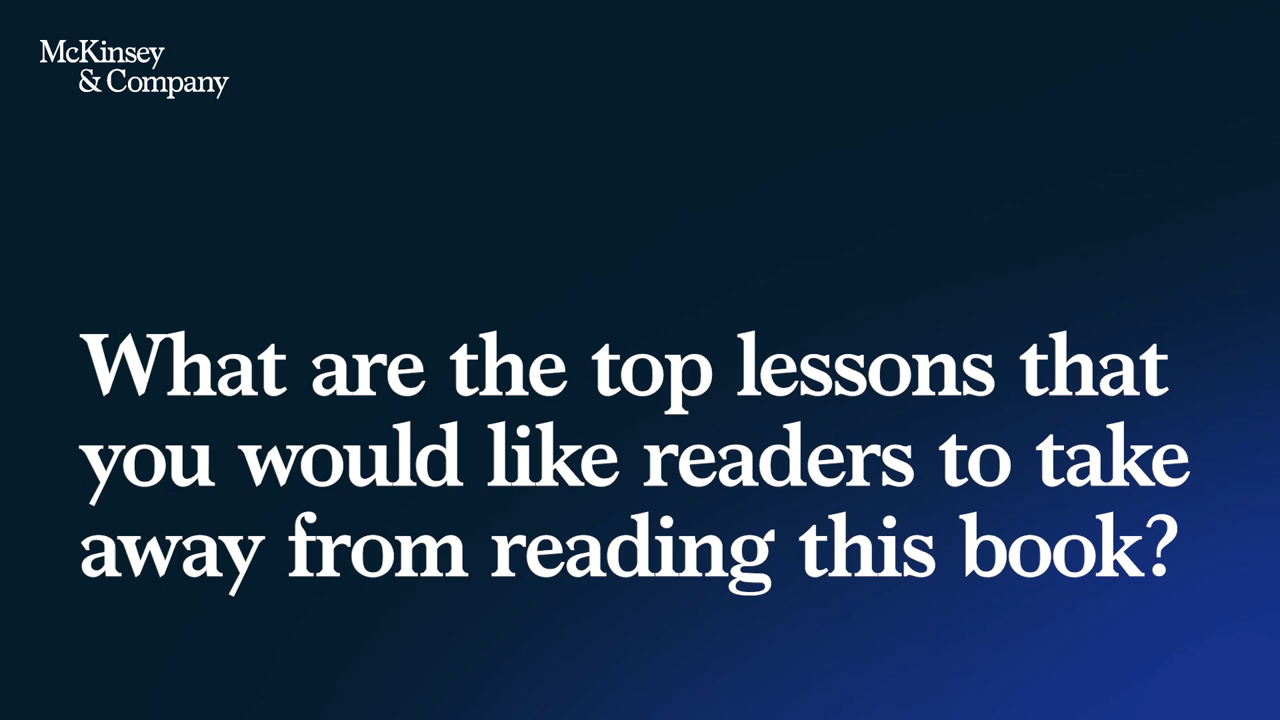 McKinsey
& Company
What are the top lessons that
you would like readers to take
away from reading this book?